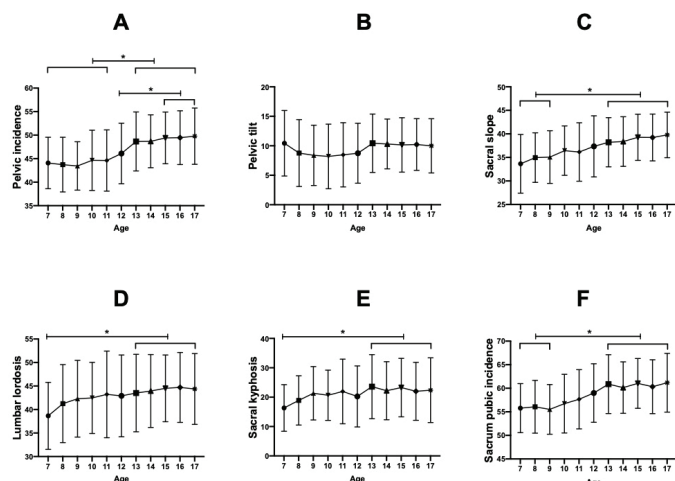 A
B
C
*
*
Pelvic incidence
60
55
50
45
40
35
7 8 9 10 11 12 13 14 15 16 17
Age
Pelvic tilt
20
15
10
5
0
7 8 9 10 11 12 13 14 15 16 17
Age
*
Sacral slope
50
45
40
35
30
25
7 8 9 10 11 12 13 14 15 16 17
Age
D
E
F
*
Lumbar lordosis
55
50
45
40
35
30
7 8 9 10 11 12 13 14 15 16 17
Age
*
Sacral kyphosis
40
30
20
10
0
7 8 9 10 11 12 13 14 15 16 17
Age
*
Sacrum pubic incidence
70
65
60
55
50
45
7 8 9 10 11 12 13 14 15 16 17
Age